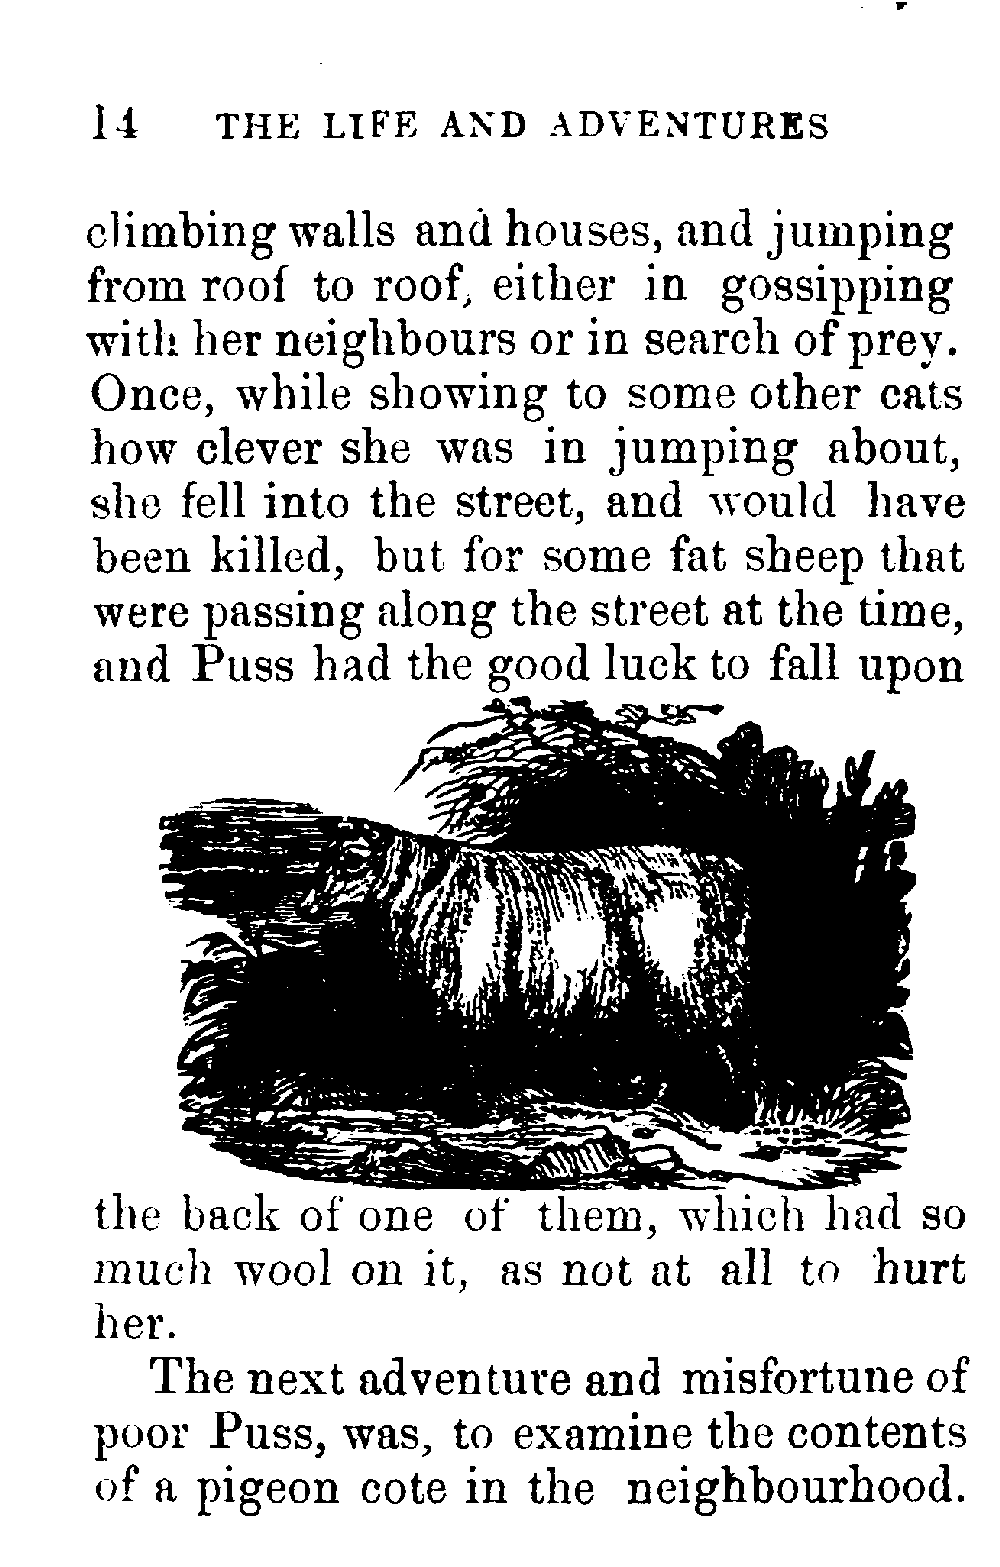 14 THE LIFE AND ADVENTURES
climbing walls and houses, and jumping
from roof to roof, either in gossipping
with her neighbours or in search of prey.
Once, while showing to some other cats
how clever she was in jumping about,
she fell into the street, and would have
been killed, but for some fat sheep that
were passing along the street at the time,
and Puss had the good luck to fall upon
the back of one of them, which had so
much wool on it, as not at all to hurt
her.
The next adventure and misfortune of
poor Puss, was, to examine the contents
of a pigeon cote in the neighbourhood.